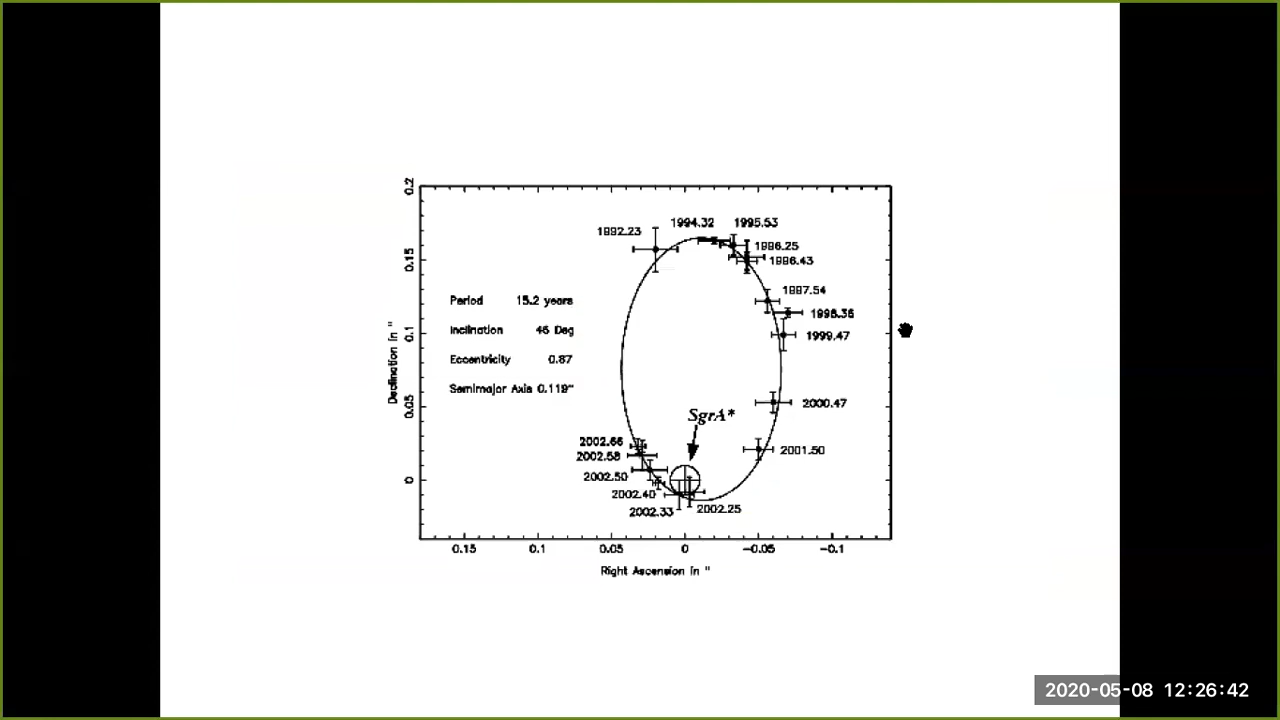 0.2
1992.23
1994.32
1995.53
1996.25
1996.43
0.15
1997.54
1998.36
1999.47
Period 15.2 years
Inclination 46 Deg
Eccentricity 0.87
Semimajor Axis 0.119"
0.1
Declination in "
2000.47
0.05
SgrA*
2001.50
2002.66
2002.58
2002.50
0
2002.40
2002.33
2002.25
0.15 0.1 0.05 0 -0.05 -0.1
Right Ascension in "
2020-05-08 12:26:42